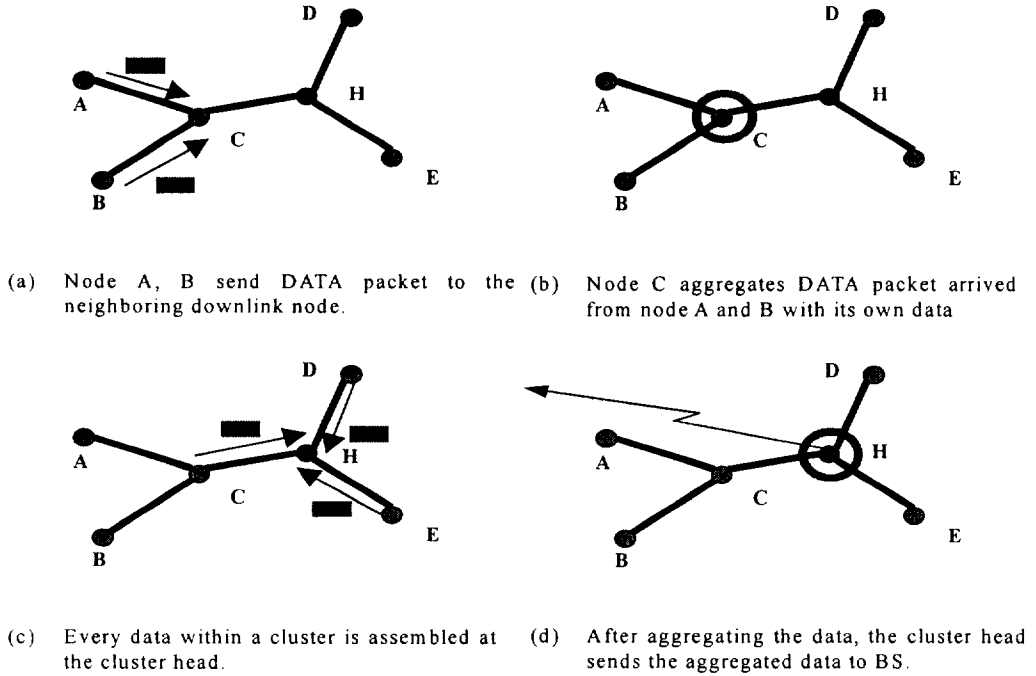 D
A
H
C
B
E
D
A
H
C
B
E
(a) Node A, B send DATA packet to the
neighboring downlink node.
(b) Node C aggregates DATA packet arrived
from node A and B with its own data
D
A
H
C
B
E
D
A
H
C
B
E
(c) Every data within a cluster is assembled at
the cluster head.
(d) After aggregating the data, the cluster head
sends the aggregated data to BS.